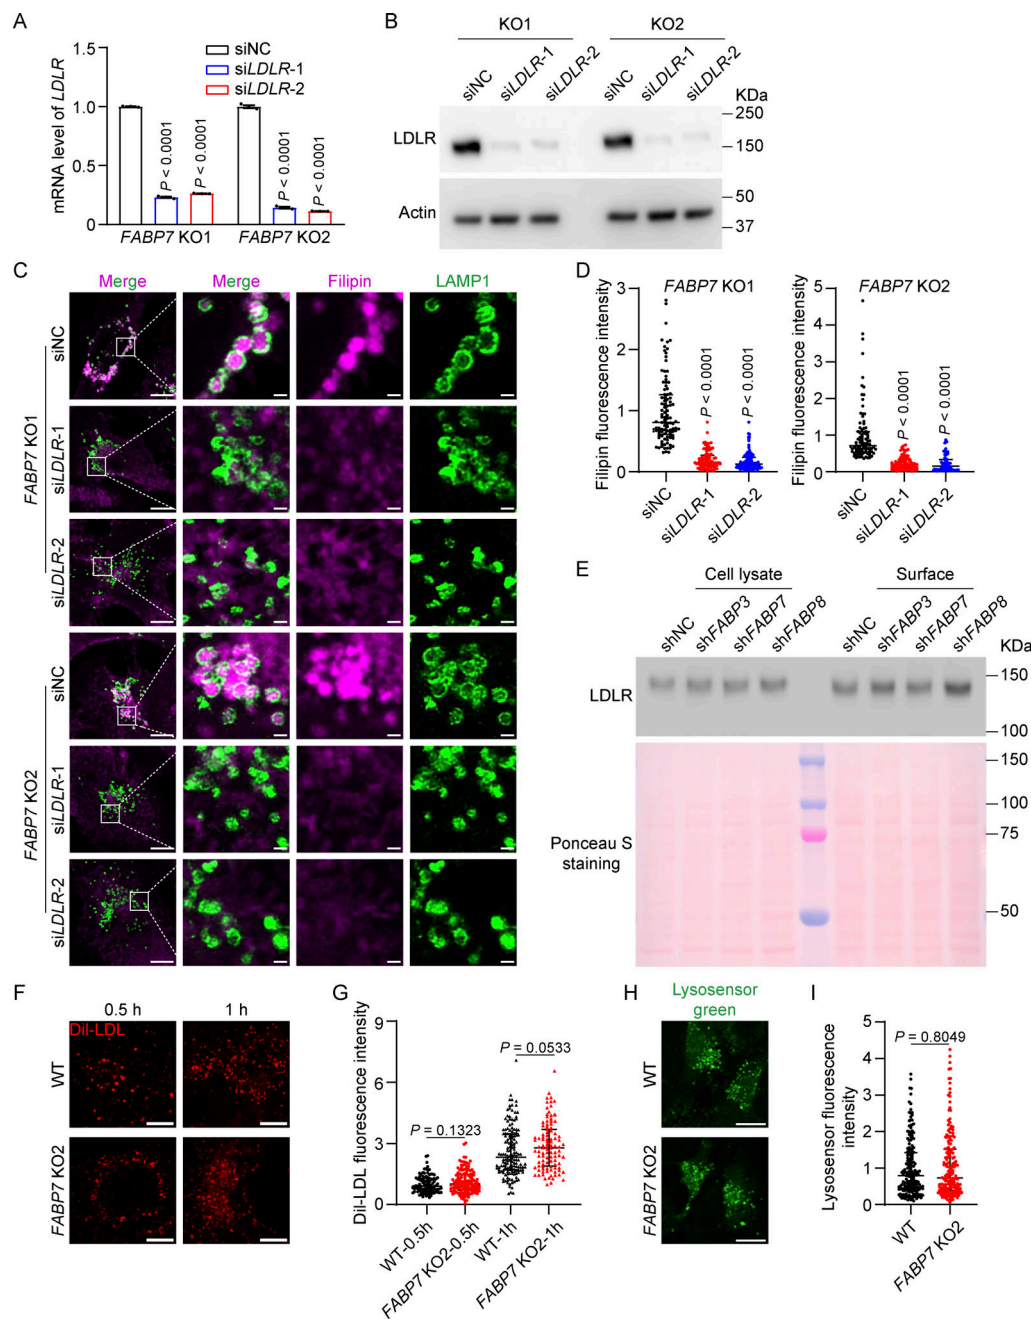 A
mRNA level of LDLR
1.5
1.0
0.5
0
siNC
siLDLR-1
siLDLR-2
P < 0.0001
P < 0.0001
P < 0.0001
P < 0.0001
FABP7 KO1
FABP7 KO2
B
KO1
KO2
siNC
siLDLR-1
siLDLR-2
siNC
siLDLR-1
siLDLR-2
KDa
LDLR
250
150
Actin
50
37
C
Merge
Merge
Filipin
LAMP1
FABP7 KO1
siNC
siLDLR-1
siLDLR-2
FABP7 KO2
siNC
siLDLR-1
siLDLR-2
D
Filipin fluorescence intensity
FABP7 KO1
3
2
1
0
P < 0.0001
P < 0.0001
siNC
siLDLR-1
siLDLR-2
Filipin fluorescence intensity
FABP7 KO2
5
4
3
2
1
0
P < 0.0001
P < 0.0001
siNC
siLDLR-1
siLDLR-2
E
Cell lysate
Surface
shNC
shFABP3
shFABP7
shFABP8
shNC
shFABP3
shFABP7
shFABP8
KDa
LDLR
150
100
Ponceau S
staining
150
100
75
50
F
0.5 h
1 h
Dil-LDL
WT
FABP7 KO2
G
Dil-LDL fluorescence intensity
9
6
3
0
P = 0.1323
P = 0.0533
WT-0.5h
FABP7 KO2-0.5h
WT-1h
FABP7 KO2-1h
H
Lysosensor
green
WT
FABP7 KO2
I
Lysosensor fluorescence
intensity
5
4
3
2
1
0
P = 0.8049
WT
FABP7 KO2